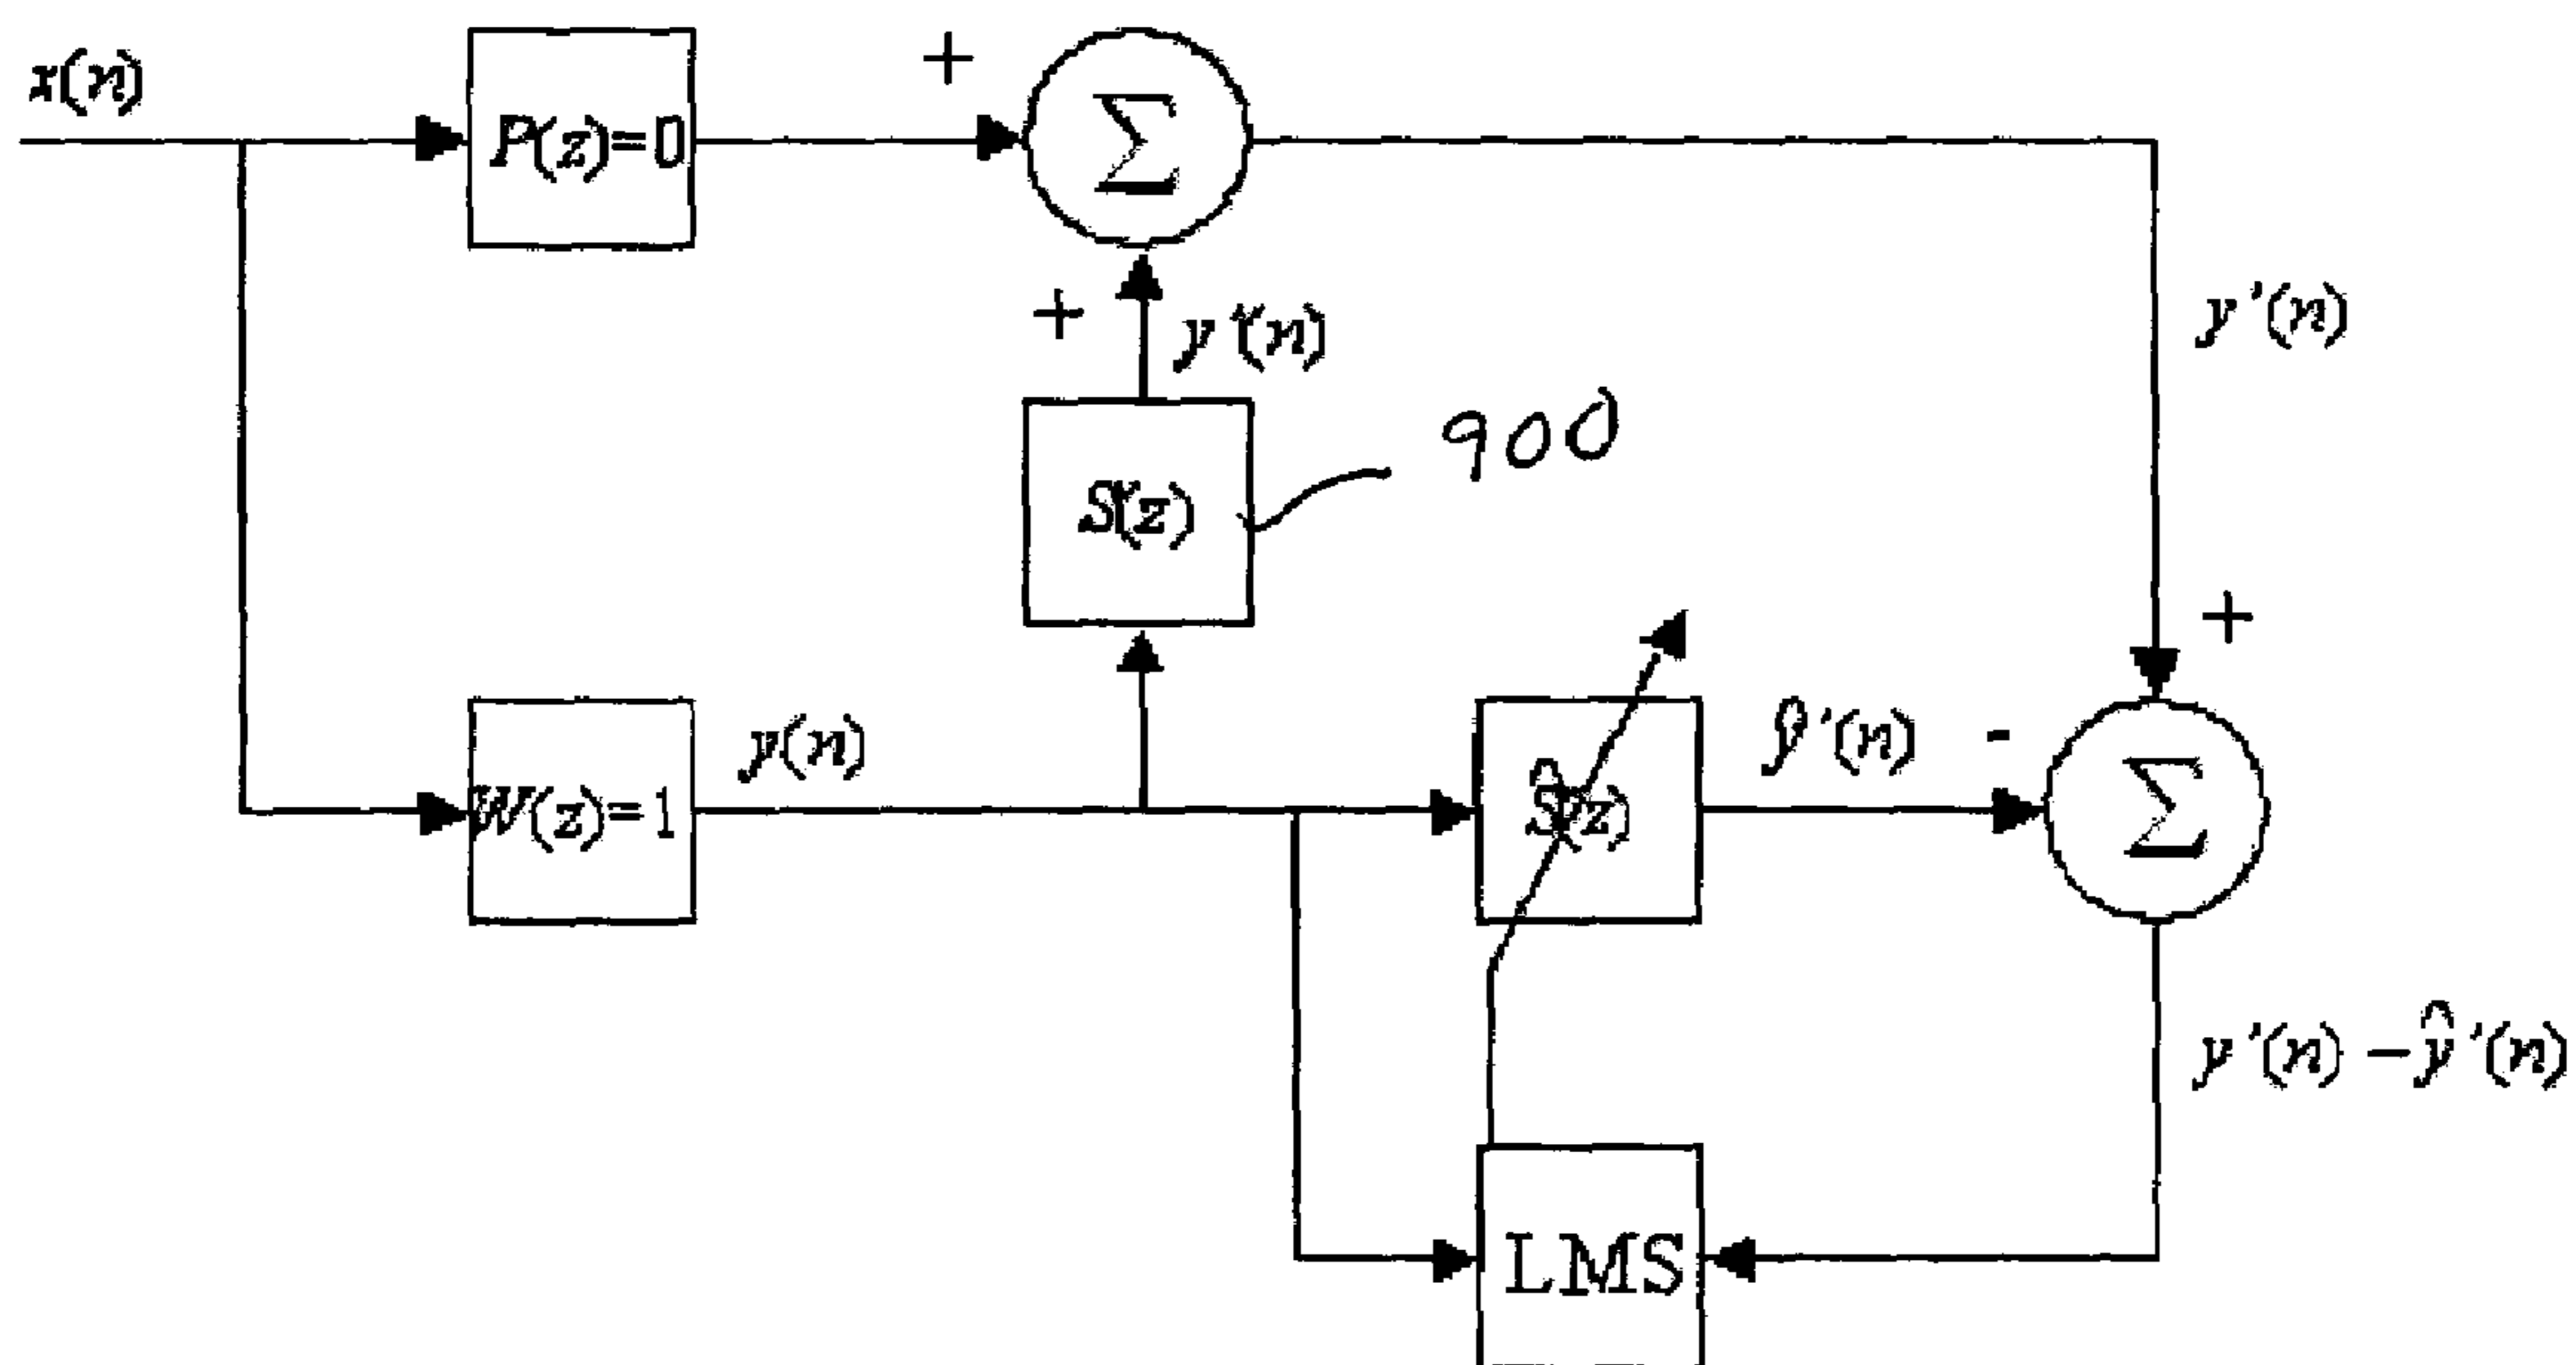 x(n)
P(z)=0
+
Σ
y'(n)
+
y'(n)
S(z)
900
+
W(z)=1
y(n)
Ŝ(z)
ŷ'(n)
-
Σ
y'(n) – ŷ'(n)
LMS